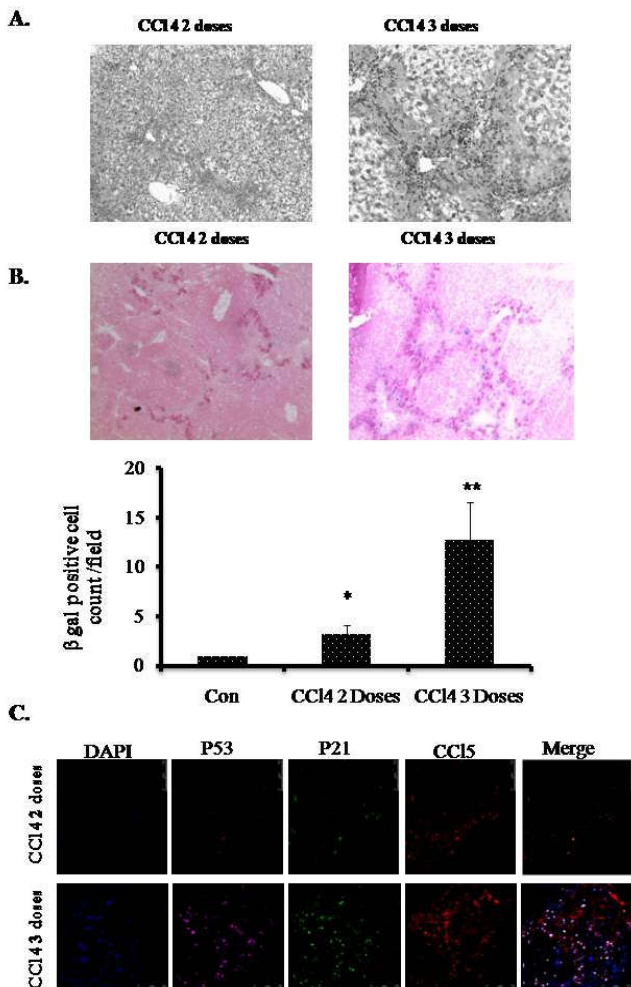 A.
CCl4 2 doses CCl4 3 doses
CCl4 2 doses CCl4 3 doses
B.
20
15
10
5
0
β gal positive cell
count /field
*
**
Con CCl4 2 Doses CCl4 3 Doses
C.
DAPI P53 P21 CCl5 Merge
CCl4 2 doses
CCl4 3 doses